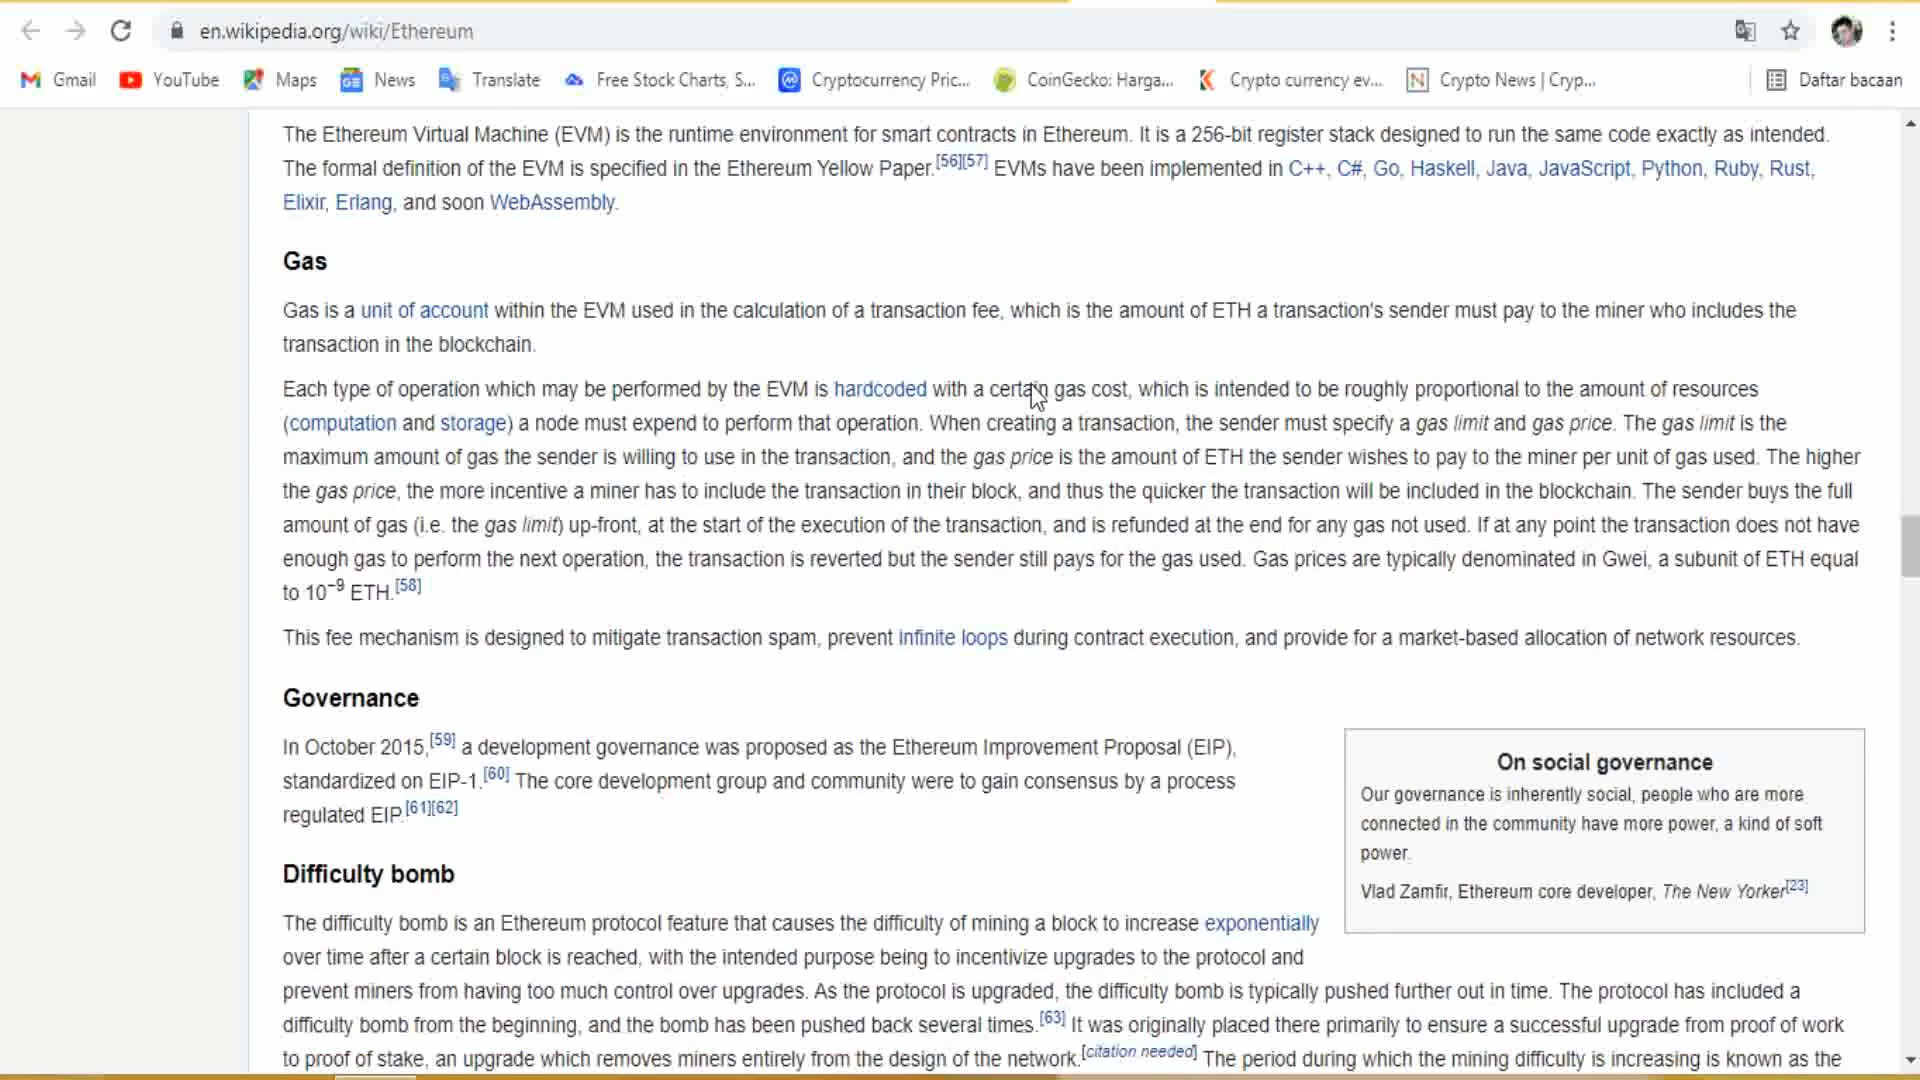 en.wikipedia.org/wiki/Ethereum
Gmail YouTube Maps News Translate Free Stock Charts, S... Cryptocurrency Pric... CoinGecko: Harga... Crypto currency ev... Crypto News | Cryp... Daftar bacaan
The Ethereum Virtual Machine (EVM) is the runtime environment for smart contracts in Ethereum. It is a 256-bit register stack designed to run the same code exactly as intended.
The formal definition of the EVM is specified in the Ethereum Yellow Paper.[56][57] EVMs have been implemented in C++, C#, Go, Haskell, Java, JavaScript, Python, Ruby, Rust,
Elixir, Erlang, and soon WebAssembly.
Gas
Gas is a unit of account within the EVM used in the calculation of a transaction fee, which is the amount of ETH a transaction's sender must pay to the miner who includes the
transaction in the blockchain.
Each type of operation which may be performed by the EVM is hardcoded with a certain gas cost, which is intended to be roughly proportional to the amount of resources
(computation and storage) a node must expend to perform that operation. When creating a transaction, the sender must specify a gas limit and gas price. The gas limit is the
maximum amount of gas the sender is willing to use in the transaction, and the gas price is the amount of ETH the sender wishes to pay to the miner per unit of gas used. The higher
the gas price, the more incentive a miner has to include the transaction in their block, and thus the quicker the transaction will be included in the blockchain. The sender buys the full
amount of gas (i.e. the gas limit) up-front, at the start of the execution of the transaction, and is refunded at the end for any gas not used. If at any point the transaction does not have
enough gas to perform the next operation, the transaction is reverted but the sender still pays for the gas used. Gas prices are typically denominated in Gwei, a subunit of ETH equal
to 10⁻⁹ ETH.[58]
This fee mechanism is designed to mitigate transaction spam, prevent infinite loops during contract execution, and provide for a market-based allocation of network resources.
Governance
In October 2015,[59] a development governance was proposed as the Ethereum Improvement Proposal (EIP),
standardized on EIP-1.[60] The core development group and community were to gain consensus by a process
regulated EIP.[61][62]
On social governance
Our governance is inherently social, people who are more
connected in the community have more power, a kind of soft
power.
Vlad Zamfir, Ethereum core developer, The New Yorker[23]
Difficulty bomb
The difficulty bomb is an Ethereum protocol feature that causes the difficulty of mining a block to increase exponentially
over time after a certain block is reached, with the intended purpose being to incentivize upgrades to the protocol and
prevent miners from having too much control over upgrades. As the protocol is upgraded, the difficulty bomb is typically pushed further out in time. The protocol has included a
difficulty bomb from the beginning, and the bomb has been pushed back several times.[63] It was originally placed there primarily to ensure a successful upgrade from proof of work
to proof of stake, an upgrade which removes miners entirely from the design of the network.[citation needed] The period during which the mining difficulty is increasing is known as the